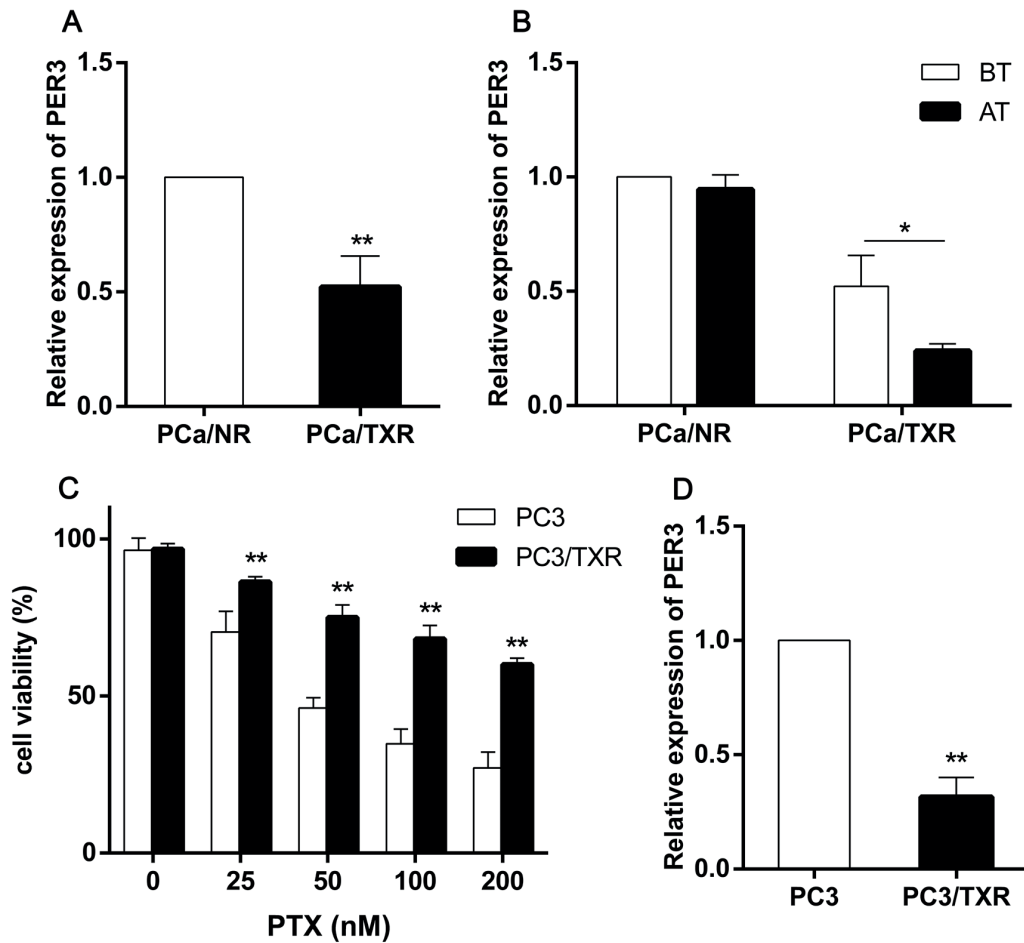 A
Relative expression of PER3
1.5
1.0
0.5
0.0
**
PCa/NR PCa/TXR
B
Relative expression of PER3
1.5
1.0
0.5
0.0
BT
AT
*
PCa/NR PCa/TXR
C
cell viability (%)
100
50
0
PC3
PC3/TXR
** ** ** **
0 25 50 100 200
PTX (nM)
D
Relative expression of PER3
1.5
1.0
0.5
0.0
**
PC3 PC3/TXR